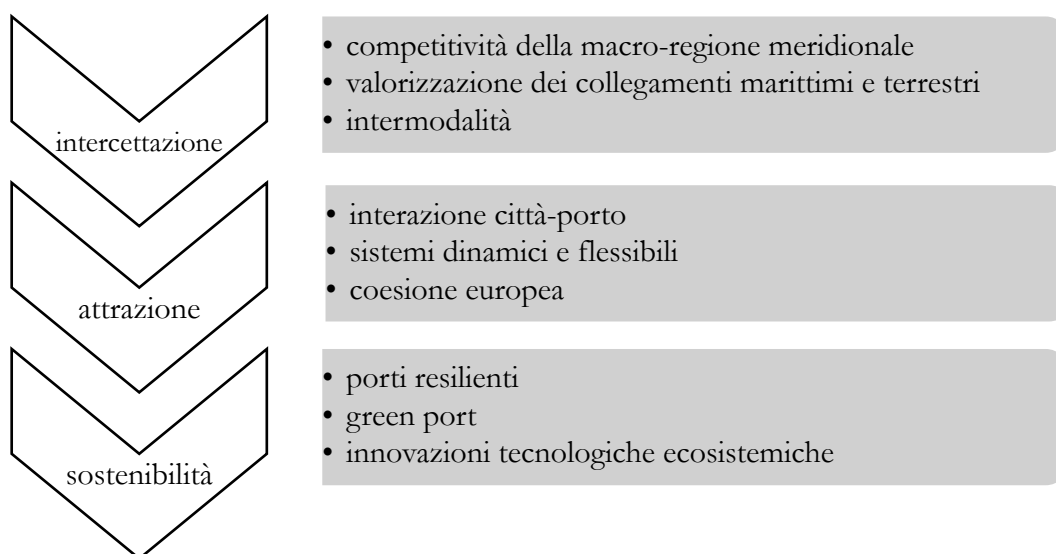 intercettazione
• competitività della macro-regione meridionale
• valorizzazione dei collegamenti marittimi e terrestri
• intermodalità
attrazione
• interazione città-porto
• sistemi dinamici e flessibili
• coesione europea
sostenibilità
• porti resilienti
• green port
• innovazioni tecnologiche ecosistemiche